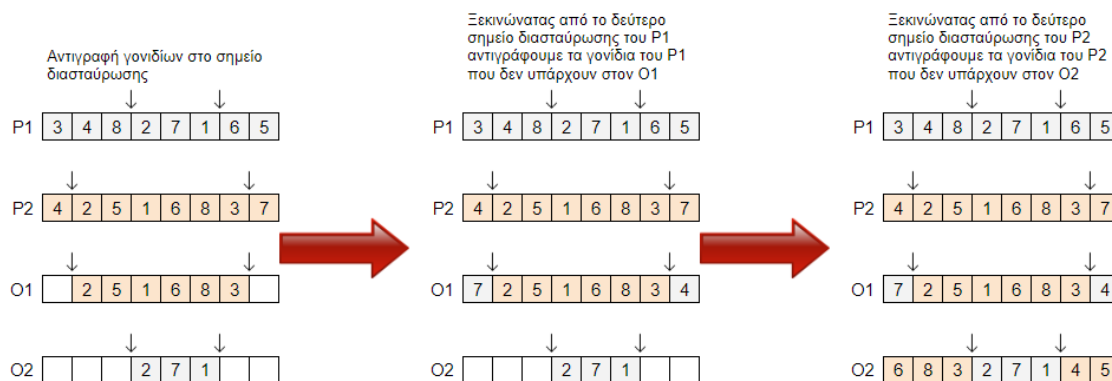 Αντιγραφή γονιδίων στο σημείο
διασταύρωσης
P1 3 4 8 2 7 1 6 5
P2 4 2 5 1 6 8 3 7
O1 2 5 1 6 8 3
O2 2 7 1
Ξεκινώνατας από το δεύτερο
σημείο διασταύρωσης του P1
αντιγράφουμε τα γονίδια του P1
που δεν υπάρχουν στον O1
P1 3 4 8 2 7 1 6 5
P2 4 2 5 1 6 8 3 7
O1 7 2 5 1 6 8 3 4
O2 2 7 1
Ξεκινώνατας από το δεύτερο
σημείο διασταύρωσης του P2
αντιγράφουμε τα γονίδια του P2
που δεν υπάρχουν στον O2
P1 3 4 8 2 7 1 6 5
P2 4 2 5 1 6 8 3 7
O1 7 2 5 1 6 8 3 4
O2 6 8 3 2 7 1 4 5